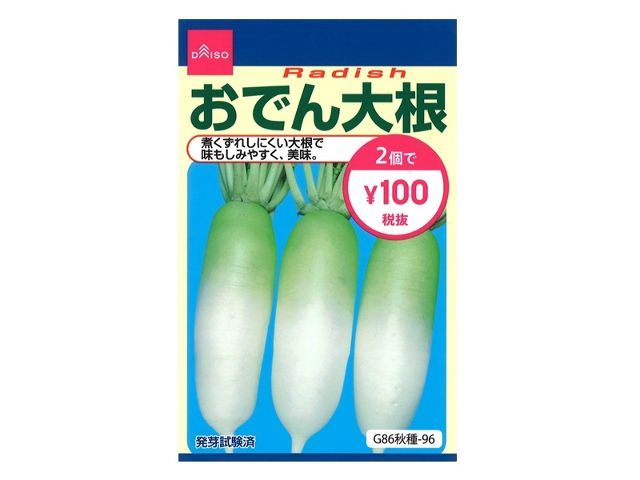 DAISO
Radish
おでん大根
煮くずれしにくい大根で
味もしみやすく、美味。
2個で
¥100
税抜
発芽試験済
G86秋種-96